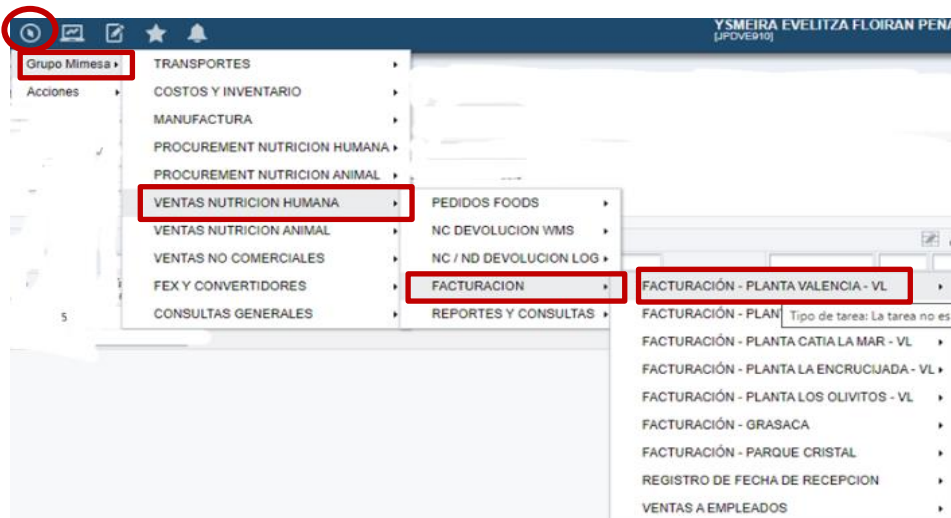 YSMEIRA EVELITZA FLOIRAN PEÑA
[JPDVE910]
Grupo Mimesa
Acciones
TRANSPORTES
COSTOS Y INVENTARIO
MANUFACTURA
PROCUREMENT NUTRICION HUMANA
PROCUREMENT NUTRICION ANIMAL
VENTAS NUTRICION HUMANA
VENTAS NUTRICION ANIMAL
VENTAS NO COMERCIALES
FEX Y CONVERTIDORES
CONSULTAS GENERALES
PEDIDOS FOODS
NC DEVOLUCION WMS
NC / ND DEVOLUCION LOG
FACTURACION
REPORTES Y CONSULTAS
FACTURACIÓN - PLANTA VALENCIA - VL
FACTURACIÓN - PLAN
Tipo de tarea: La tarea no es
FACTURACIÓN - PLANTA CATIA LA MAR - VL
FACTURACIÓN - PLANTA LA ENCRUCIJADA - VL
FACTURACIÓN - PLANTA LOS OLIVITOS - VL
FACTURACIÓN - GRASACA
FACTURACIÓN - PARQUE CRISTAL
REGISTRO DE FECHA DE RECEPCION
VENTAS A EMPLEADOS
5